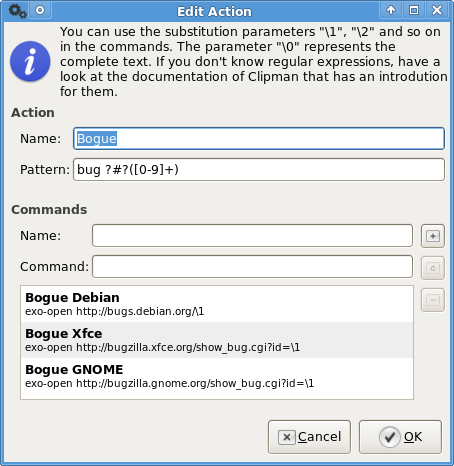 Edit Action
You can use the substitution parameters "\1", "\2" and so on
in the commands. The parameter "\0" represents the
complete text. If you don't know regular expressions, have a
look at the documentation of Clipman that has an introdution
for them.
Action
Name: Bogue
Pattern: bug ?#?([0-9]+)
Commands
Name:
Command:
Bogue Debian
exo-open http://bugs.debian.org/\1
Bogue Xfce
exo-open http://bugzilla.xfce.org/show_bug.cgi?id=\1
Bogue GNOME
exo-open http://bugzilla.gnome.org/show_bug.cgi?id=\1
Cancel OK